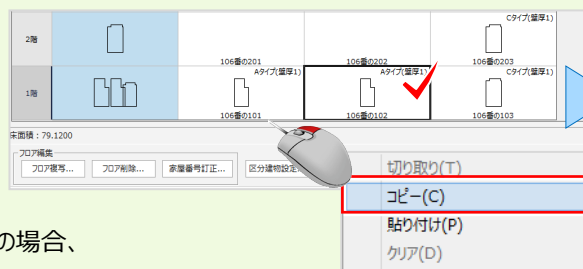 Cタイプ(壁厚1)
2階
106番の201 106番の202 106番の203
Aタイプ(壁厚1) Aタイプ(壁厚1) Cタイプ(壁厚1)
1階
106番の101 106番の102 106番の103
床面積：79.1200
フロア編集
フロア複写... フロア削除... 家屋番号訂正... 区分建物設定
切り取り(T)
コピー(C)
貼り付け(P)
クリア(D)
の場合、